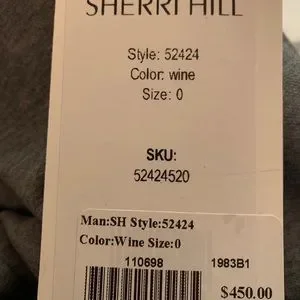 SHERRI HILL
Style: 52424
Color: wine
Size: 0
SKU:
52424520
Man:SH Style:52424
Color:Wine Size:0
110698 1983B1
$450.00